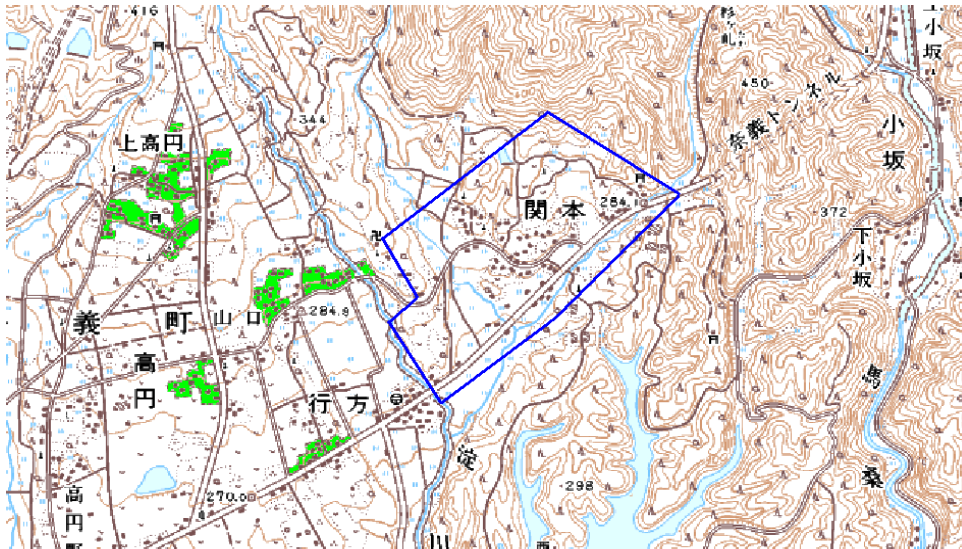 416
上小坂
450
奈義トンネル
344
上高円
小坂
関本
284.
372
下小坂
義町
山口
284.9
高円
馬桑
行方
淀川
298
270.0
高円